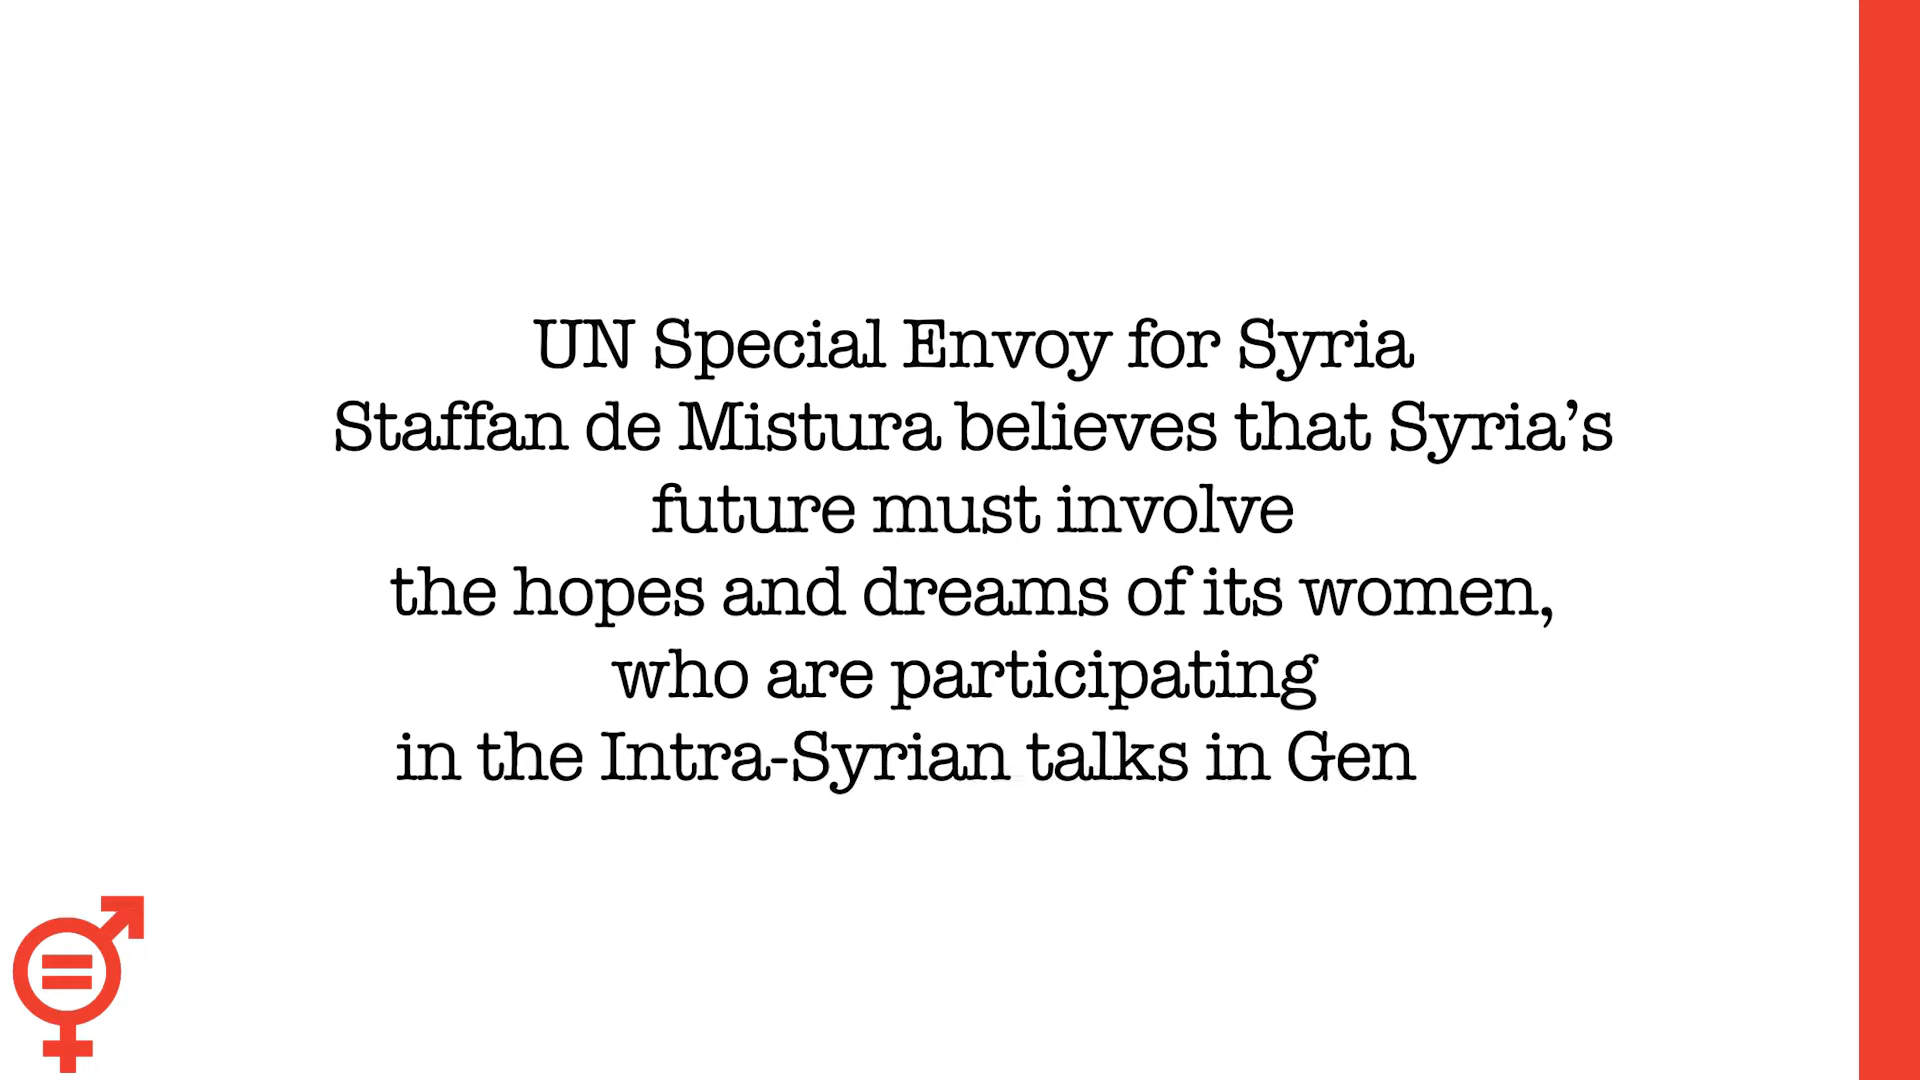 UN Special Envoy for Syria
Staffan de Mistura believes that Syria’s
future must involve
the hopes and dreams of its women,
who are participating
in the Intra-Syrian talks in Gen